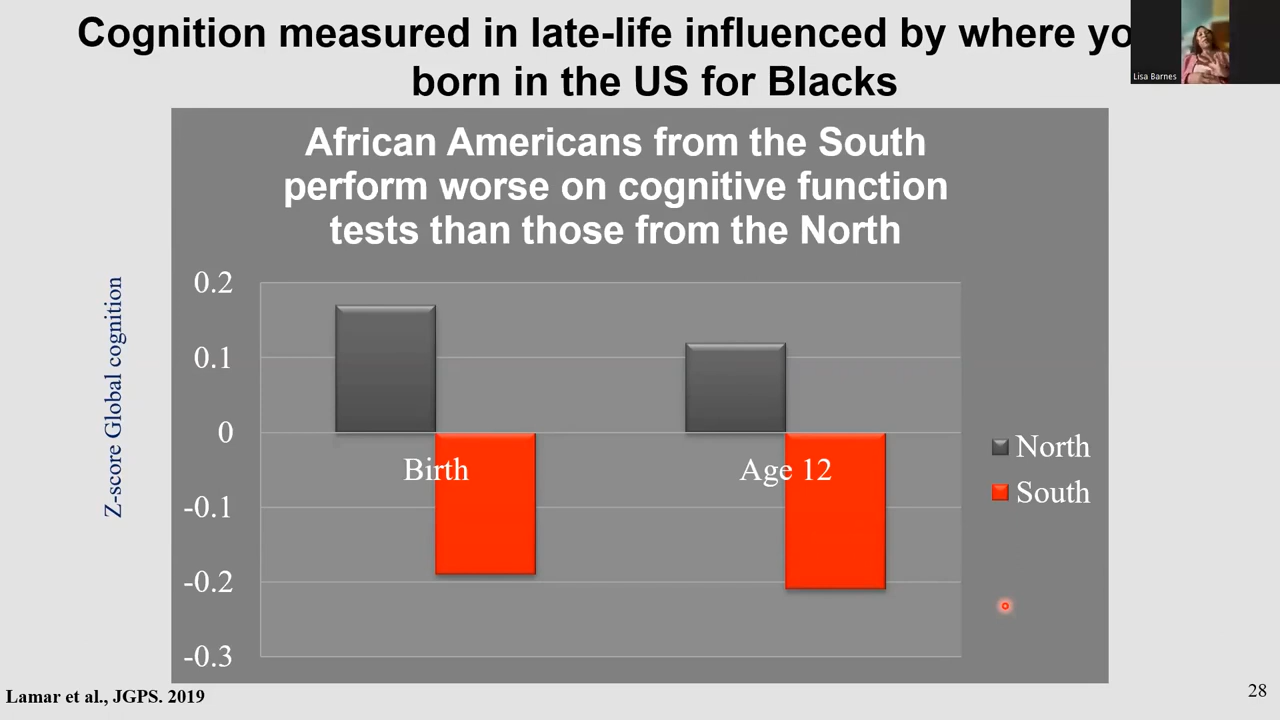 Cognition measured in late-life influenced by where yo
born in the US for Blacks
Lisa Barnes
African Americans from the South
perform worse on cognitive function
tests than those from the North
Z-score Global cognition
0.2
0.1
0
-0.1
-0.2
-0.3
Birth
Age 12
North
South
Lamar et al., JGPS. 2019
28